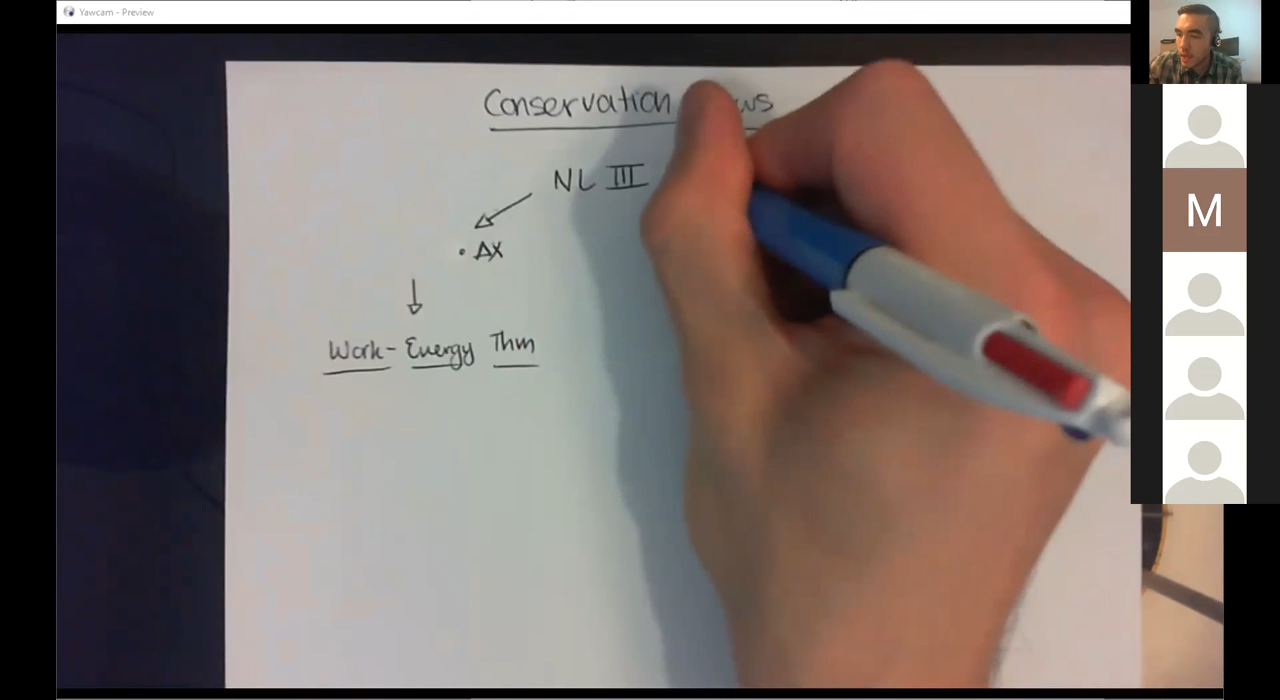 Yawcam - Preview
Conservation
NL III
• ΔX
Work- Energy Thm
M